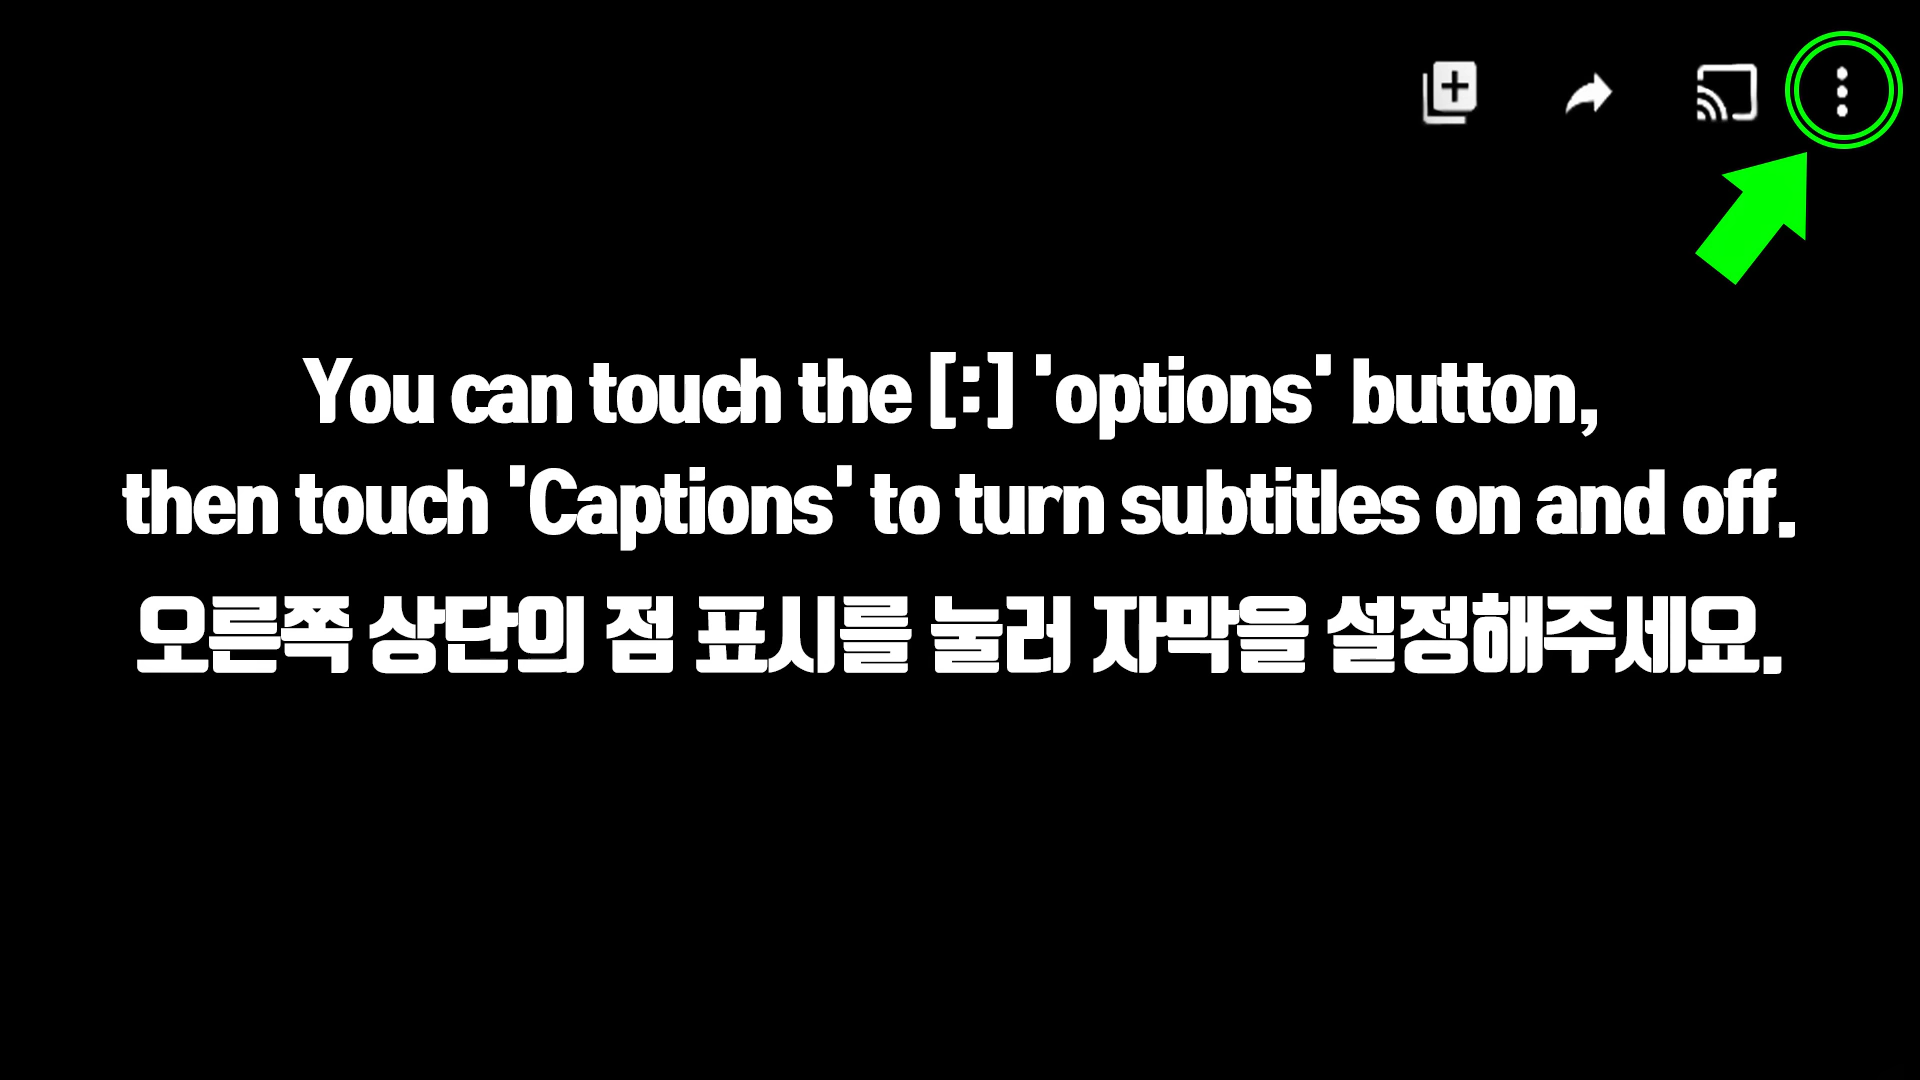 You can touch the [:] 'options' button,
then touch 'Captions' to turn subtitles on and off.
오른쪽 상단의 점 표시를 눌러 자막을 설정해주세요.